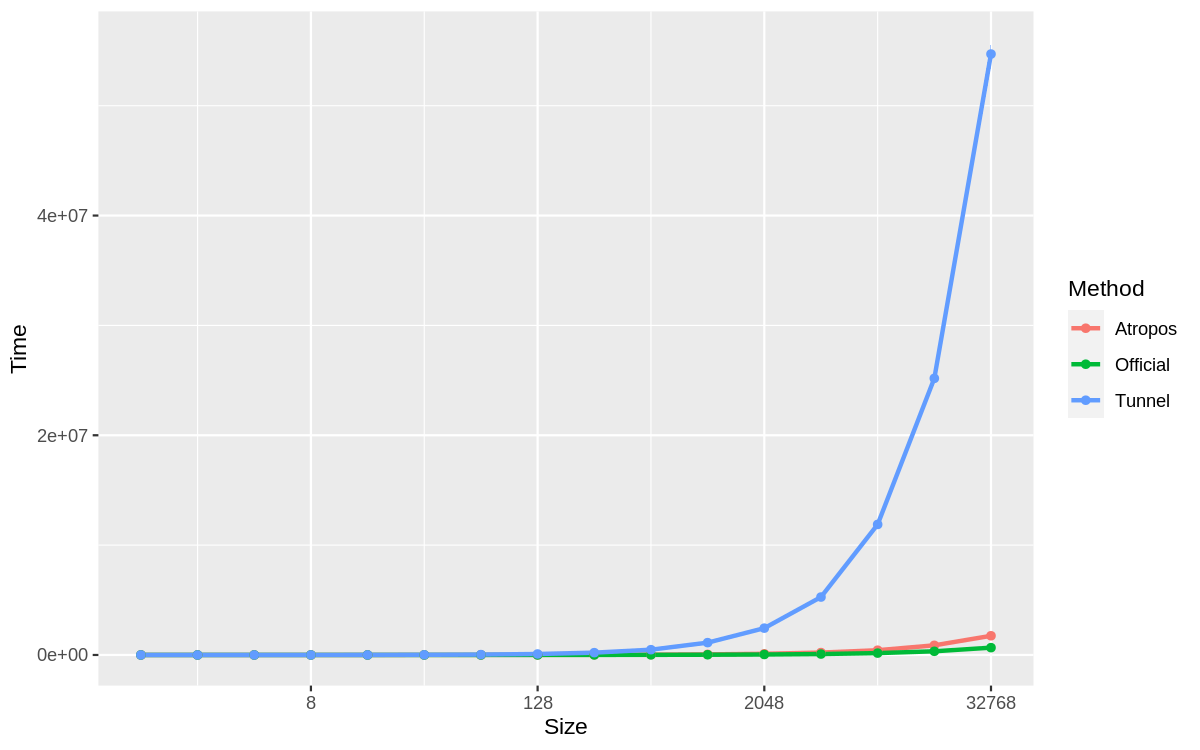 4e+07
2e+07
0e+00
Time
8
128
2048
32768
Size
Method
Atropos
Official
Tunnel